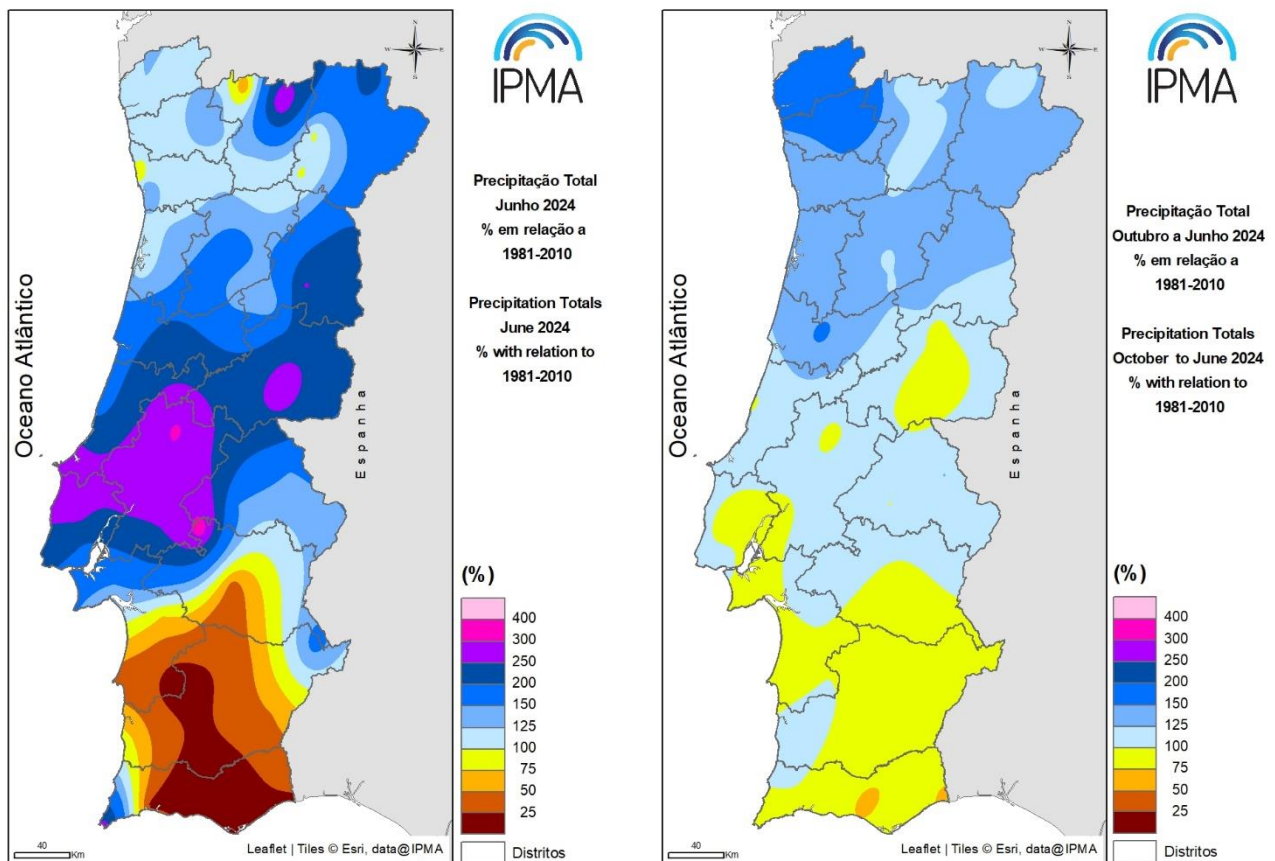 IPMA
N
W
E
S
Precipitação Total
Junho 2024
% em relação a
1981-2010
Precipitation Totals
June 2024
% with relation to
1981-2010
Oceano Atlântico
Espanha
(%)
400
300
250
200
150
125
100
75
50
25
Distritos
40
Km
Leaflet | Tiles © Esri, data@IPMA
IPMA
N
W
E
S
Precipitação Total
Outubro a Junho 2024
% em relação a
1981-2010
Precipitation Totals
October to June 2024
% with relation to
1981-2010
Oceano Atlântico
Espanha
(%)
400
300
250
200
150
125
100
75
50
25
Distritos
40
Km
Leaflet | Tiles © Esri, data@IPMA